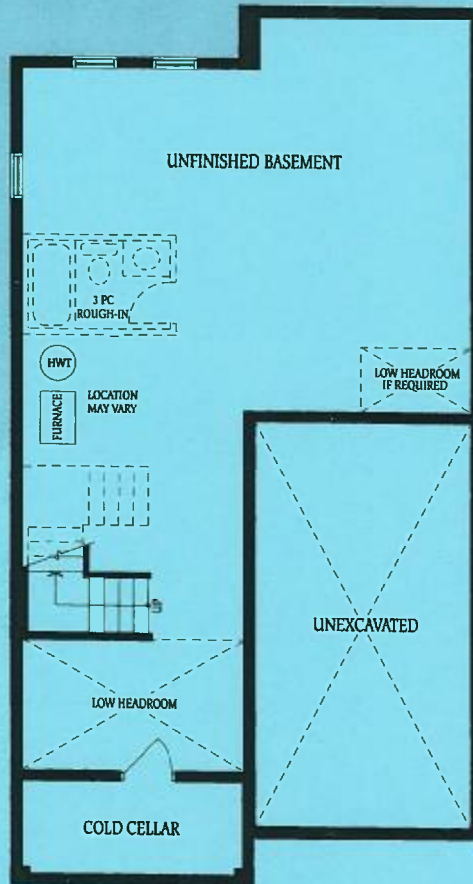 UNFINISHED BASEMENT
3 PC
ROUGH-IN
HWT
LOW HEADROOM
IF REQUIRED
FURNACE
LOCATION
MAY VARY
UP
UNEXCAVATED
LOW HEADROOM
COLD CELLAR